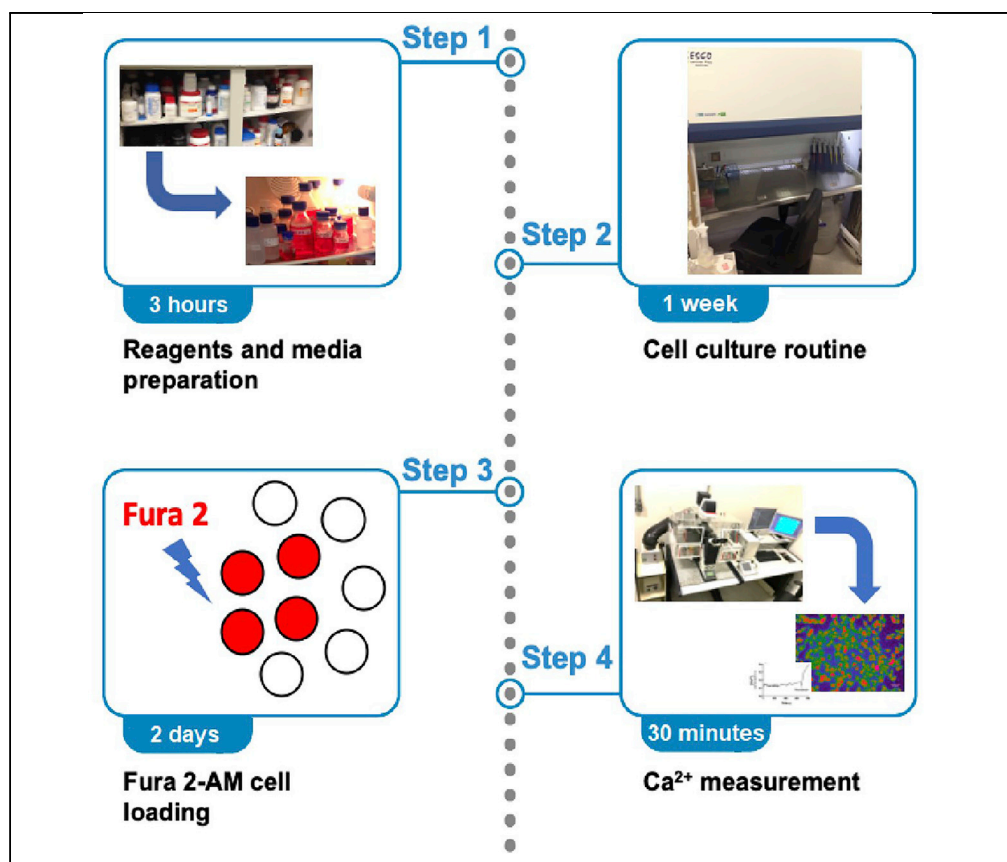 Step 1
3 hours
Reagents and media
preparation
ESCO
Step 2
1 week
Cell culture routine
Step 3
Fura 2
2 days
Fura 2-AM cell
loading
Step 4
30 minutes
Ca²⁺ measurement